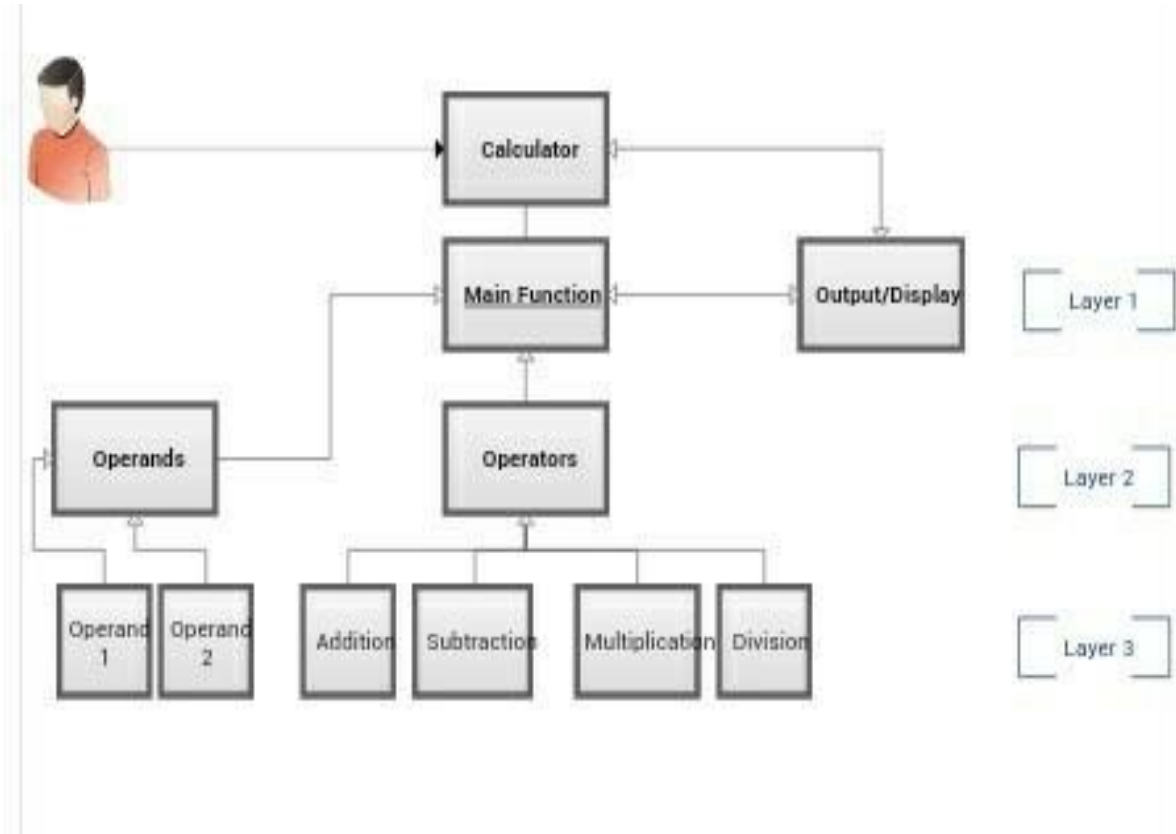 Calculator
Main Function
Output/Display
Layer 1
Operands
Operators
Layer 2
Operand
1
Operand
2
Addition
Subtraction
Multiplication
Division
Layer 3